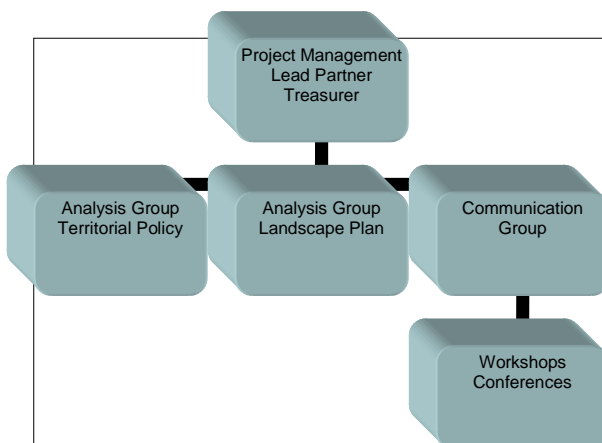 Project Management
Lead Partner
Treasurer
Analysis Group
Territorial Policy
Analysis Group
Landscape Plan
Communication
Group
Workshops
Conferences